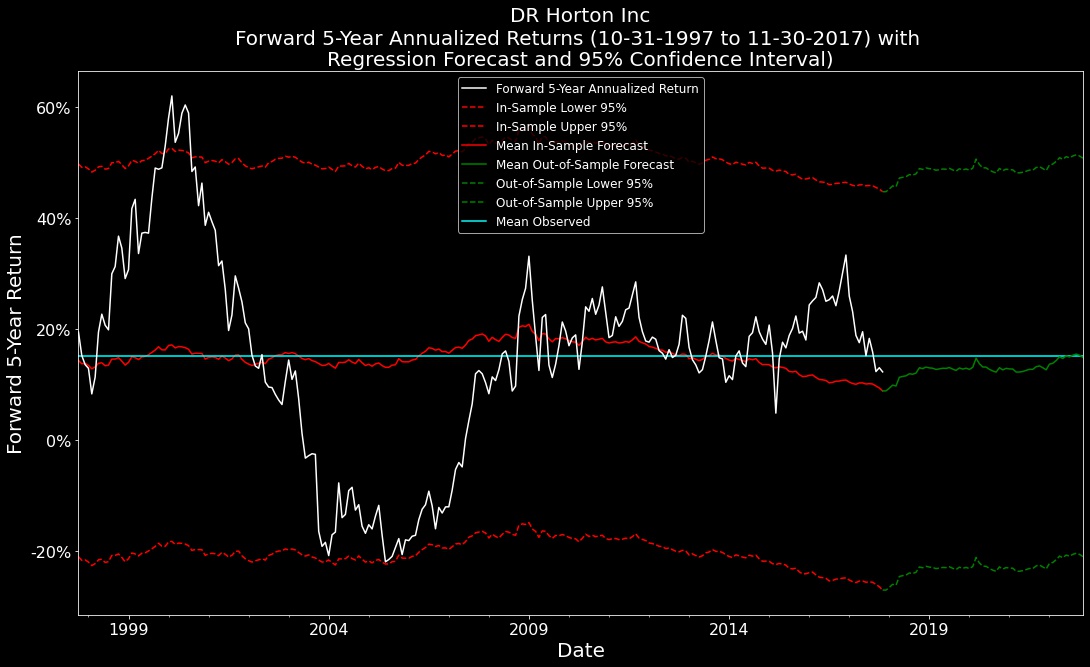 DR Horton Inc
Forward 5-Year Annualized Returns (10-31-1997 to 11-30-2017) with
Regression Forecast and 95% Confidence Interval)
Forward 5-Year Annualized Return
In-Sample Lower 95%
In-Sample Upper 95%
Mean In-Sample Forecast
Mean Out-of-Sample Forecast
Out-of-Sample Lower 95%
Out-of-Sample Upper 95%
Mean Observed
Forward 5-Year Return
60%
40%
20%
0%
-20%
1999
2004
2009
2014
2019
Date